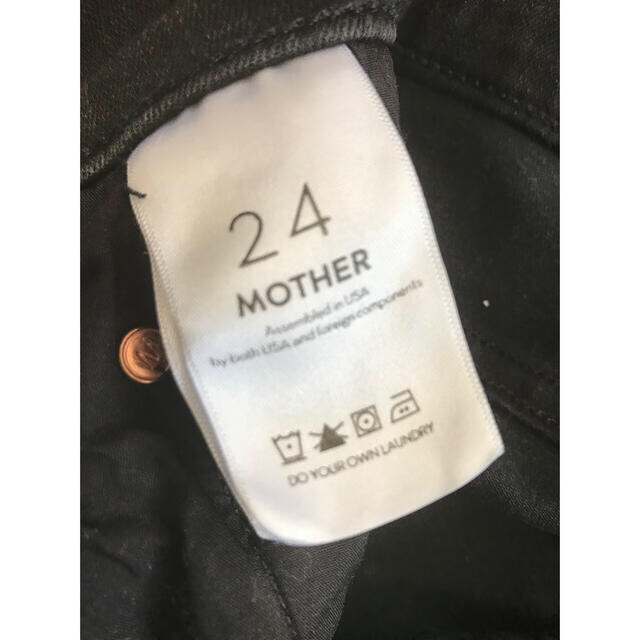 24
MOTHER
Assembled in USA
by both USA and foreign components
DO YOUR OWN LAUNDRY